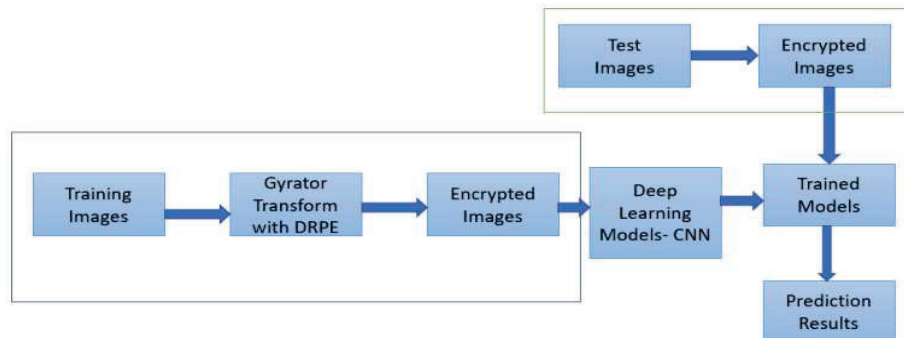 Test
Images
Encrypted
Images
Training
Images
Gyrator
Transform
with DRPE
Encrypted
Images
Deep
Learning
Models- CNN
Trained
Models
Prediction
Results